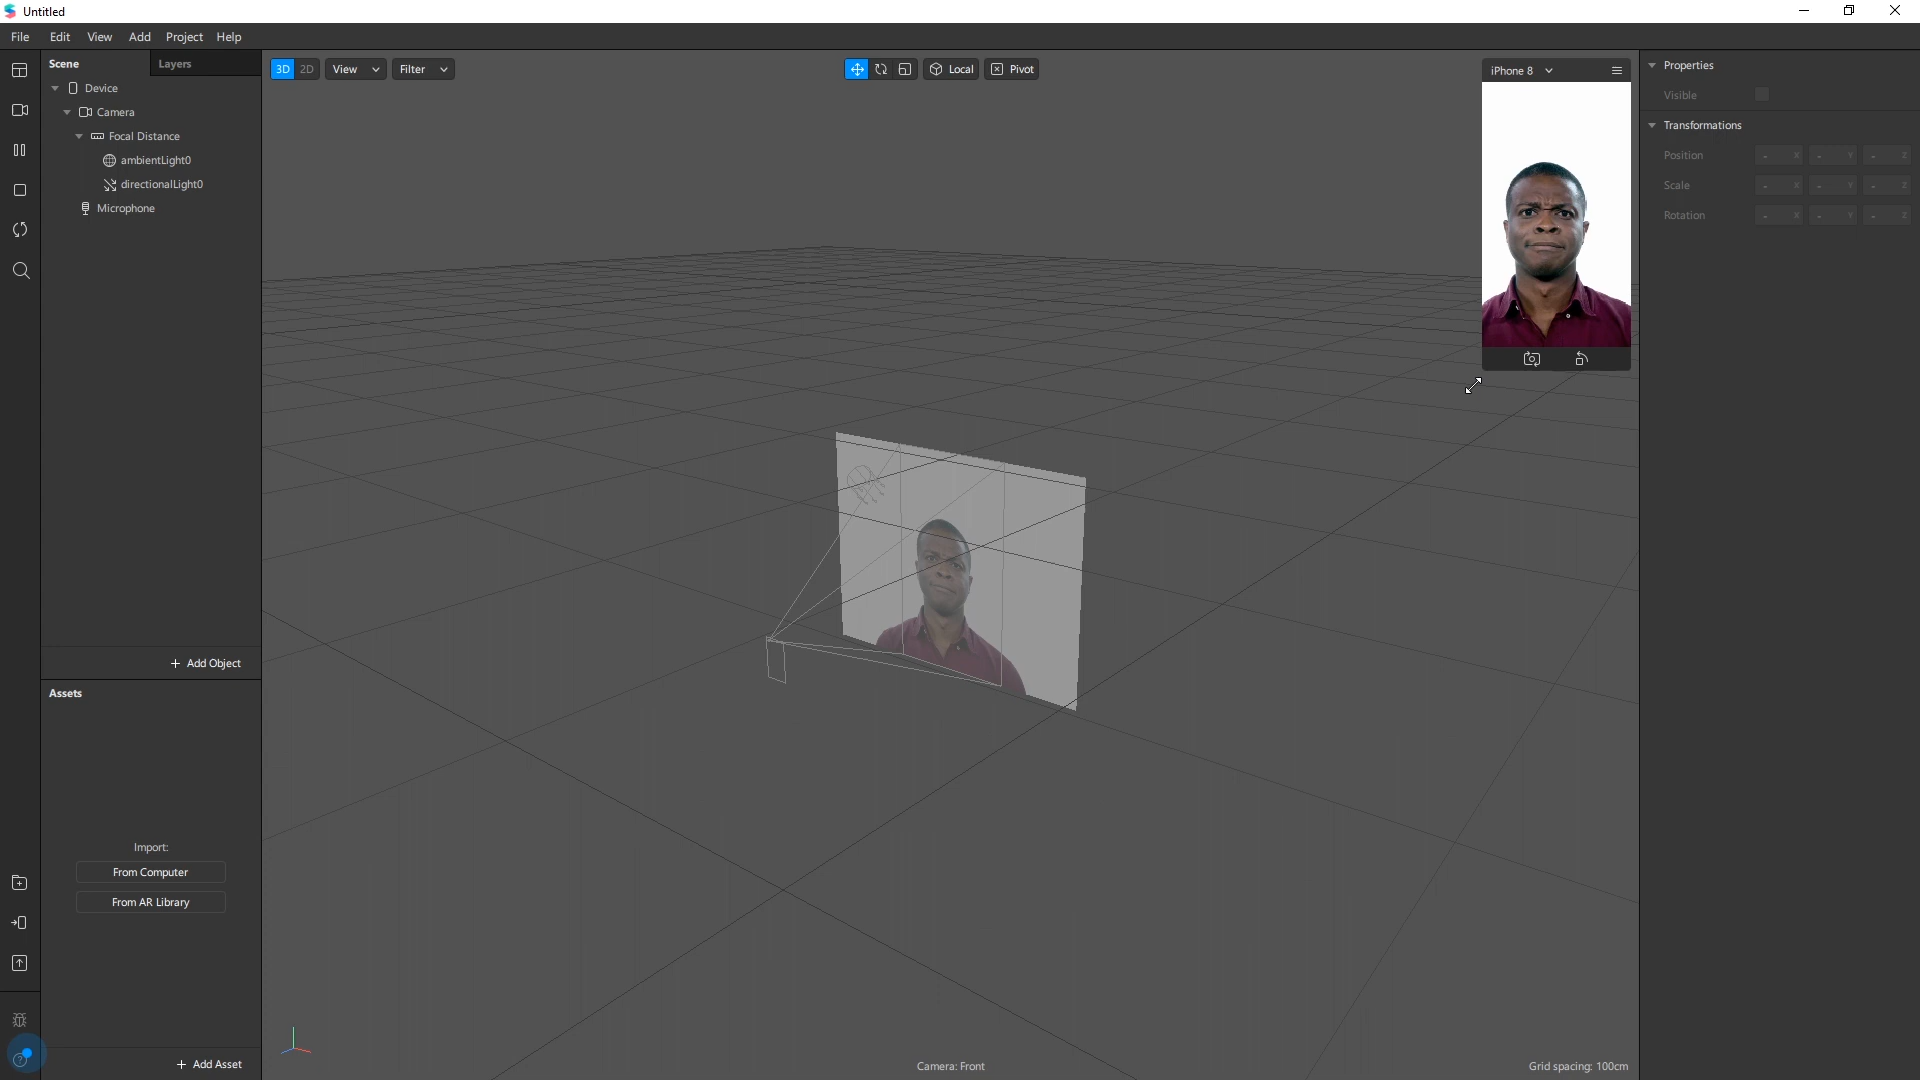 Untitled
File Edit View Add Project Help
Scene Layers
Device
Camera
Focal Distance
ambientLight0
directionalLight0
Microphone
+ Add Object
Assets
Import:
From Computer
From AR Library
+ Add Asset
3D 2D View Filter
Local Pivot
iPhone 8
Camera: Front
Grid spacing: 100cm
Properties
Visible
Transformations
Position - X - Y - Z
Scale - X - Y - Z
Rotation - X - Y - Z